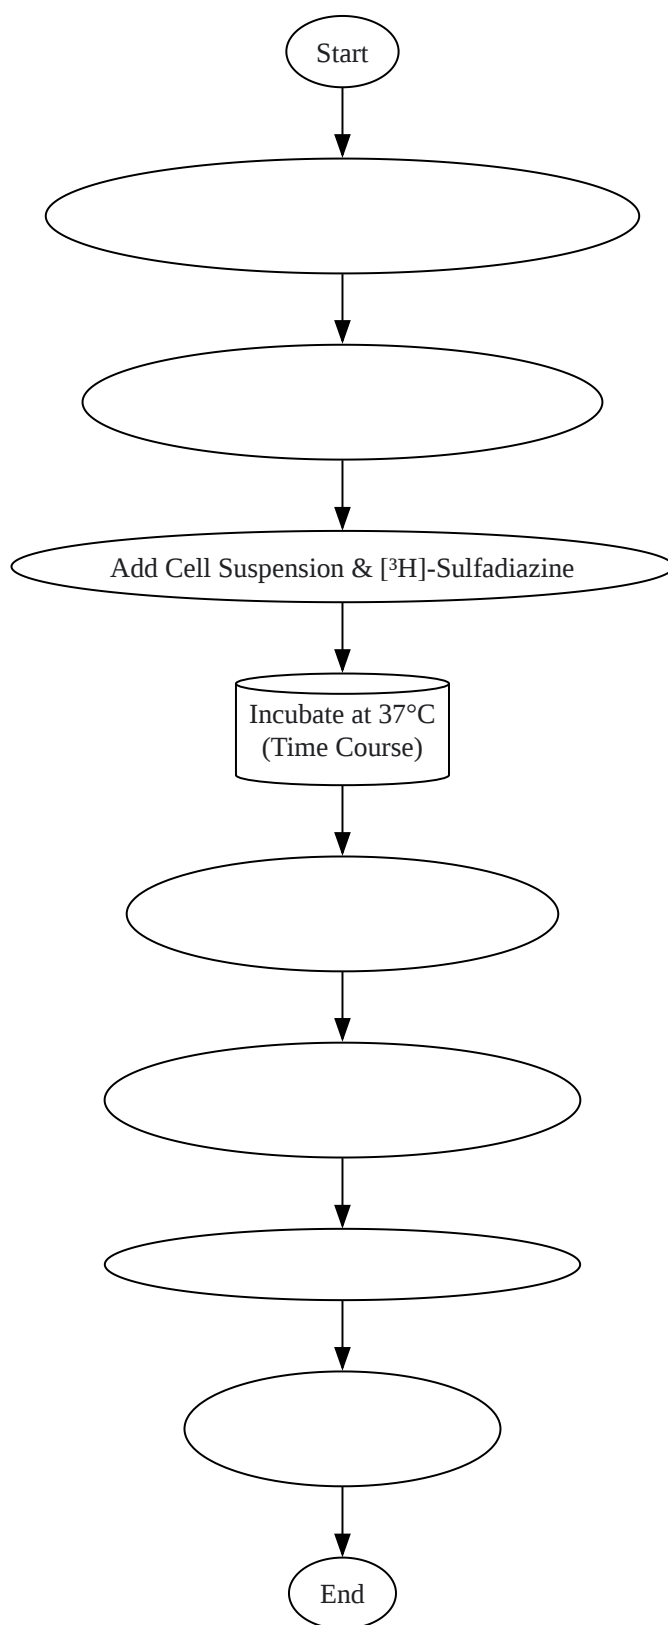 Start
Add Cell Suspension & [³H]-Sulfadiazine
Incubate at 37°C
(Time Course)
End